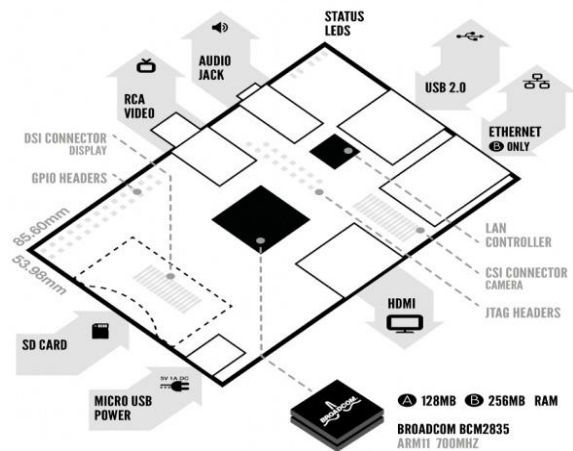 STATUS
LEDS
AUDIO
JACK
USB 2.0
RCA
VIDEO
ETHERNET
B ONLY
DSI CONNECTOR
DISPLAY
GPIO HEADERS
85.60mm
53.98mm
LAN
CONTROLLER
CSI CONNECTOR
CAMERA
HDMI
JTAG HEADERS
SD CARD
5V 1A DC
MICRO USB
POWER
BROADCOM
A 128MB B 256MB RAM
BROADCOM BCM2835
ARM11 700MHZ